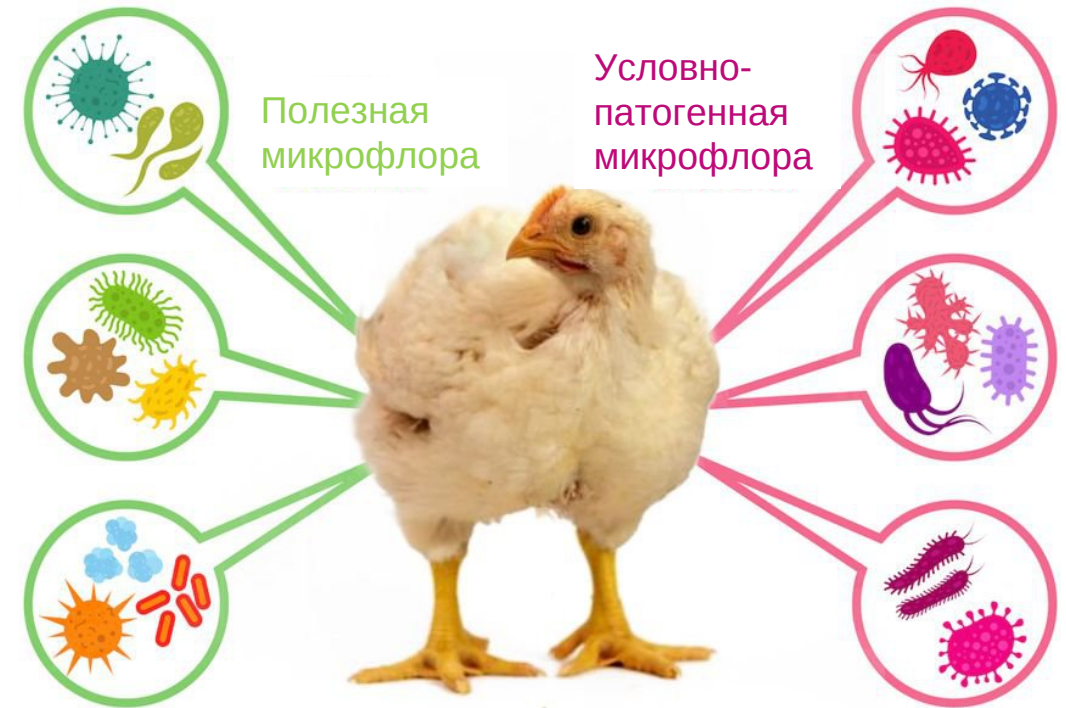 Полезная
микрофлора
Условно-
патогенная
микрофлора